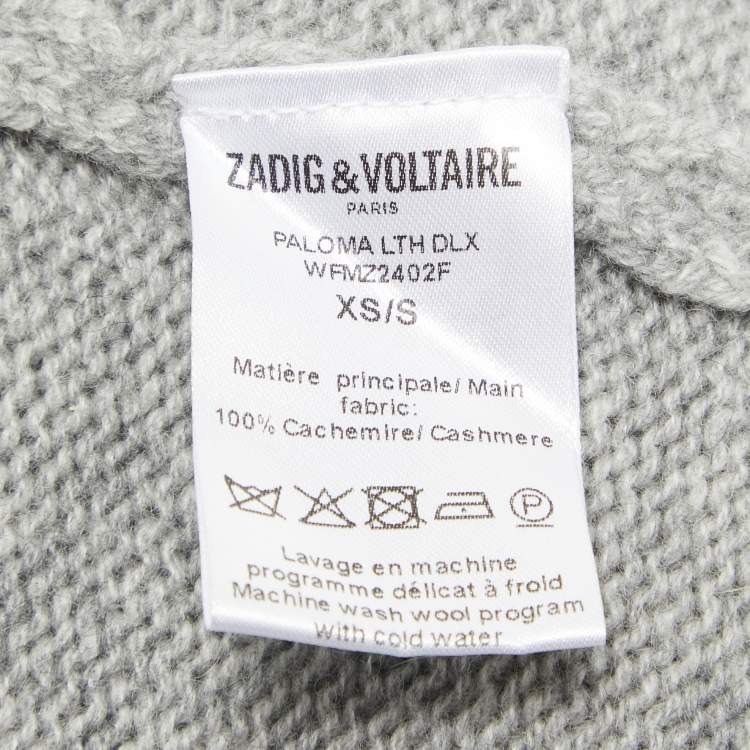 ZADIG & VOLTAIRE
PARIS
PALOMA LTH DLX
WFMZ2402F
XS/S
Matière principale/ Main
fabric:
100% Cachemire/ Cashmere
P
Lavage en machine
programme délicat à froid
Machine wash wool program
with cold water